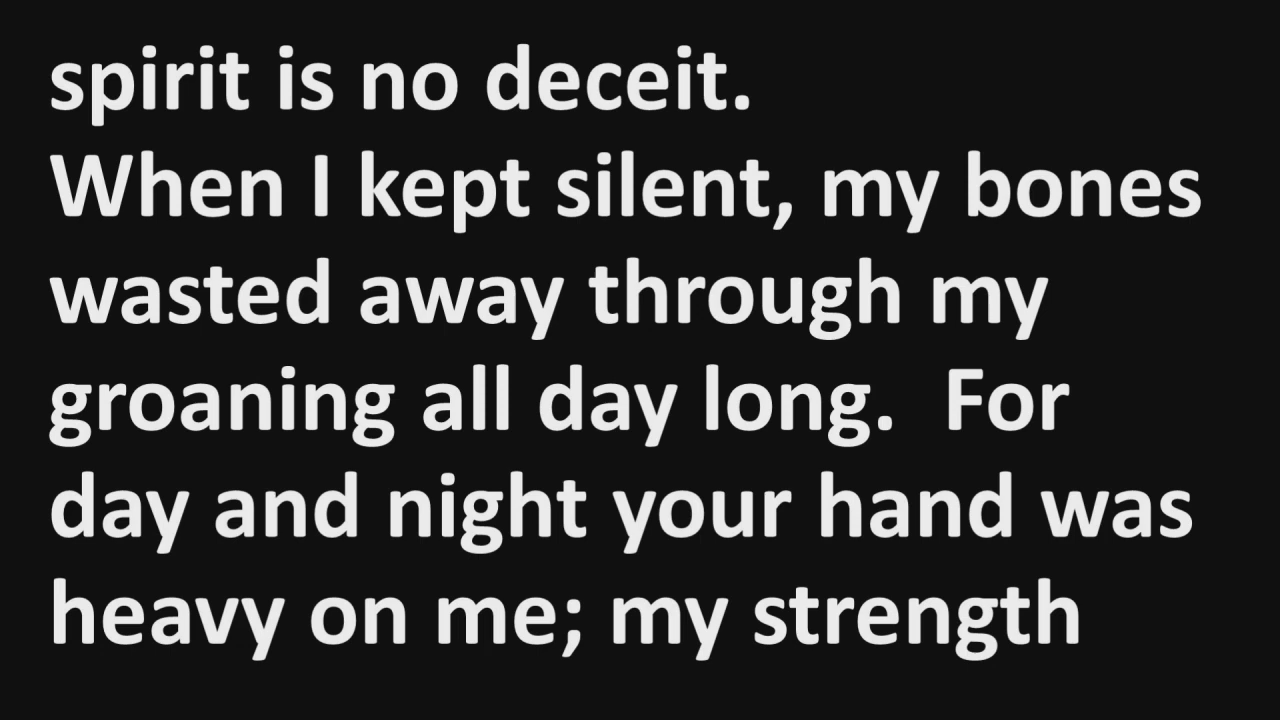 spirit is no deceit.
When I kept silent, my bones
wasted away through my
groaning all day long.  For
day and night your hand was
heavy on me; my strength